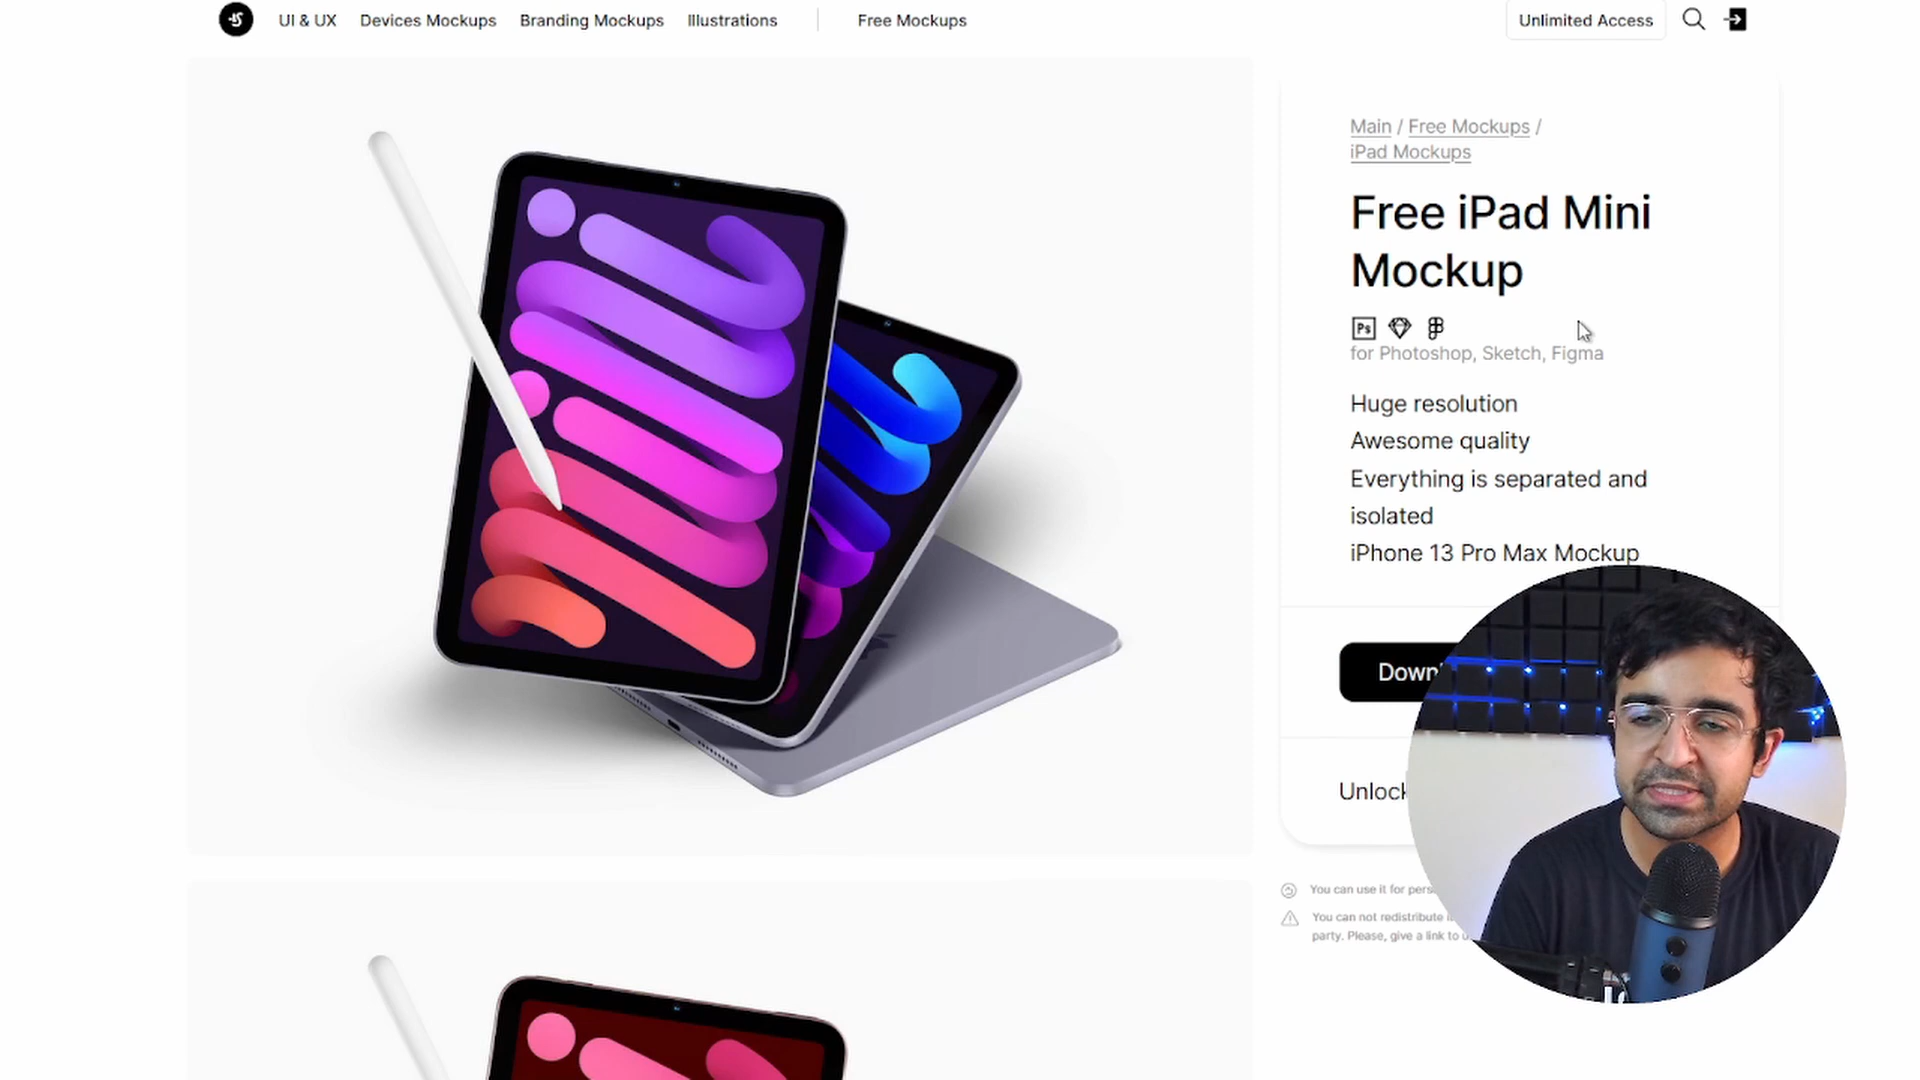 UI & UX Devices Mockups Branding Mockups Illustrations Free Mockups Unlimited Access
Main / Free Mockups /
iPad Mockups
Free iPad Mini
Mockup
Ps
for Photoshop, Sketch, Figma
Huge resolution
Awesome quality
Everything is separated and
isolated
iPhone 13 Pro Max Mockup
Down
Unlock
You can use it for pers
You can not redistribute
party. Please, give a link to